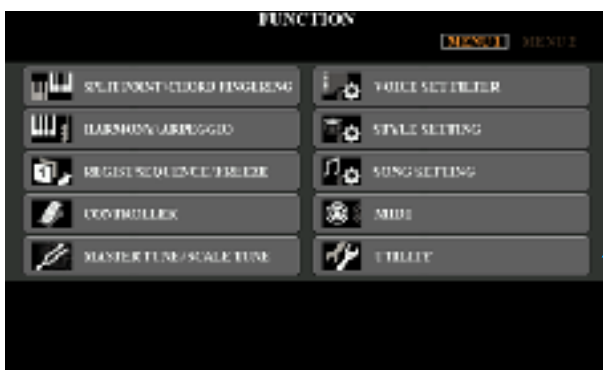 FUNCTION
MENU1 MENU2
SPLIT POINT/CHORD FINGERING
VOICE SET FILTER
HARMONY/ARPEGGIO
STYLE SETTING
REGIST SEQUENCE/FREEZE
SONG SETTING
CONTROLLER
MIDI
MASTER TUNE/SCALE TUNE
UTILITY